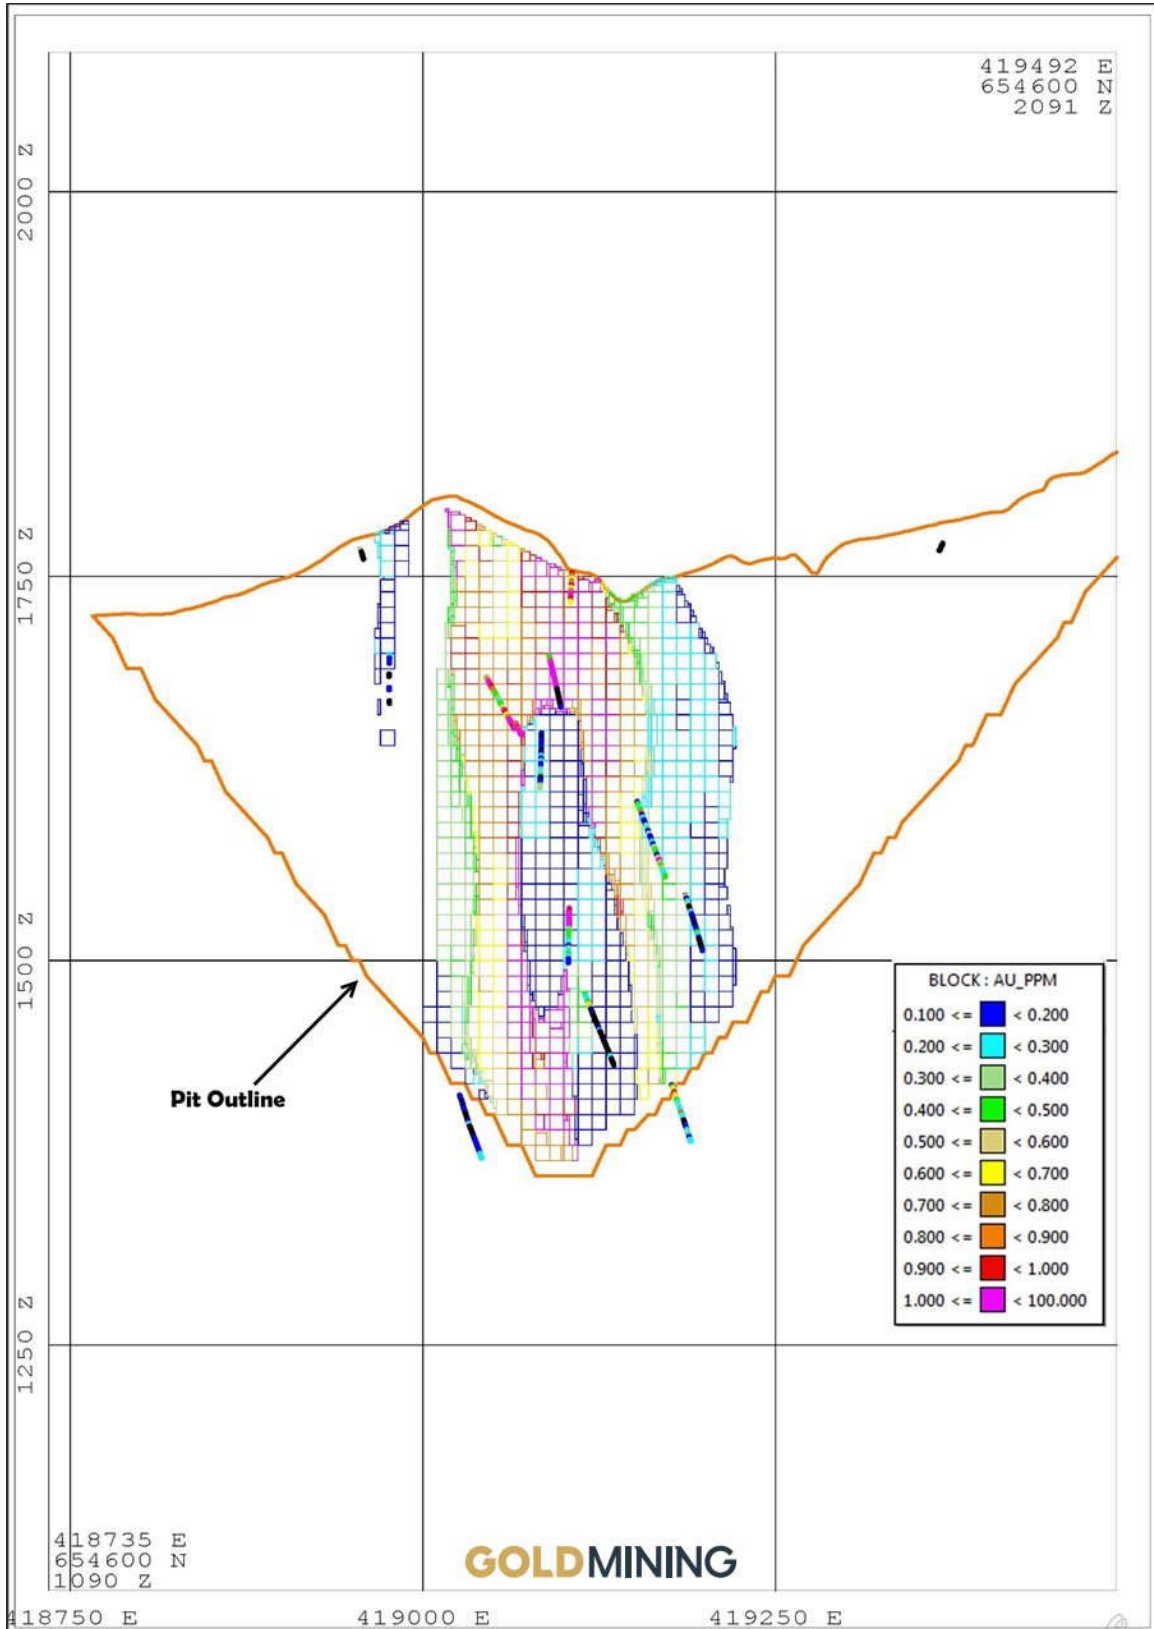 419492 E
654600 N
2091 Z
2000 Z
1750 Z
1500 Z
1250 Z
Pit Outline
BLOCK : AU_PPM
0.100 <= < 0.200
0.200 <= < 0.300
0.300 <= < 0.400
0.400 <= < 0.500
0.500 <= < 0.600
0.600 <= < 0.700
0.700 <= < 0.800
0.800 <= < 0.900
0.900 <= < 1.000
1.000 <= < 100.000
418735 E
654600 N
1090 Z
GOLDMINING
418750 E
419000 E
419250 E